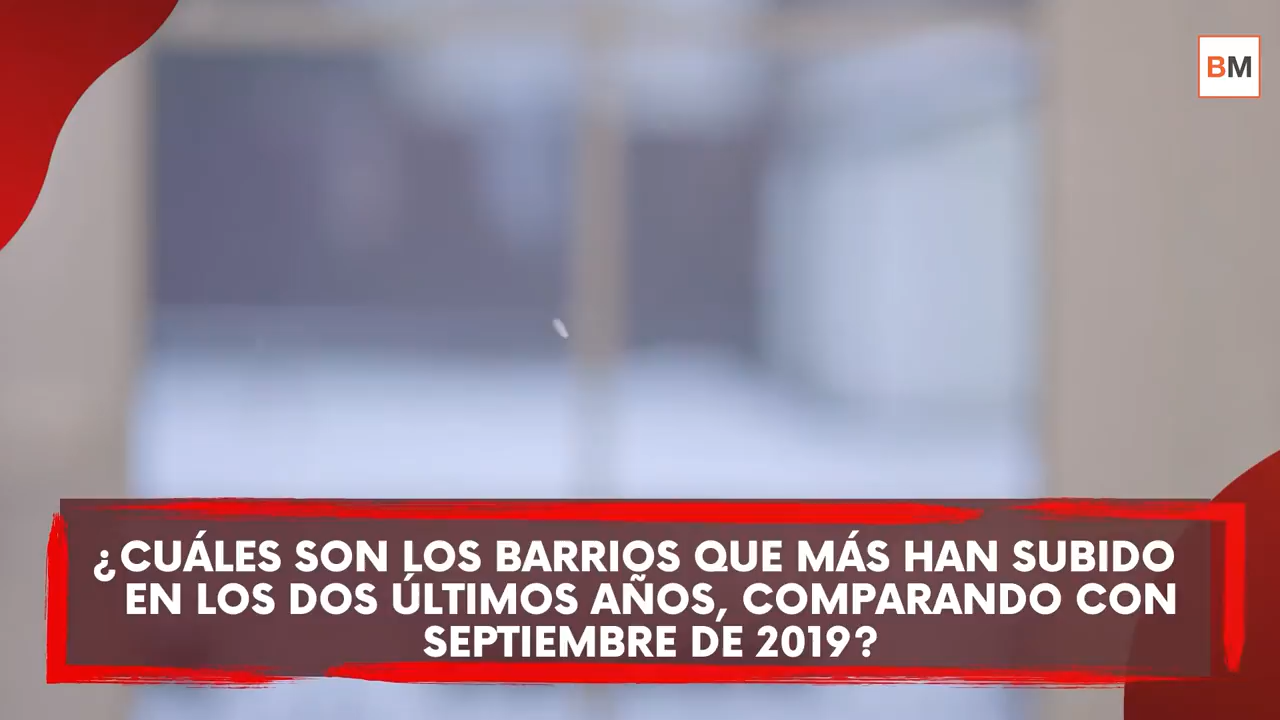 BM
¿CUÁLES SON LOS BARRIOS QUE MÁS HAN SUBIDO
EN LOS DOS ÚLTIMOS AÑOS, COMPARANDO CON
SEPTIEMBRE DE 2019?